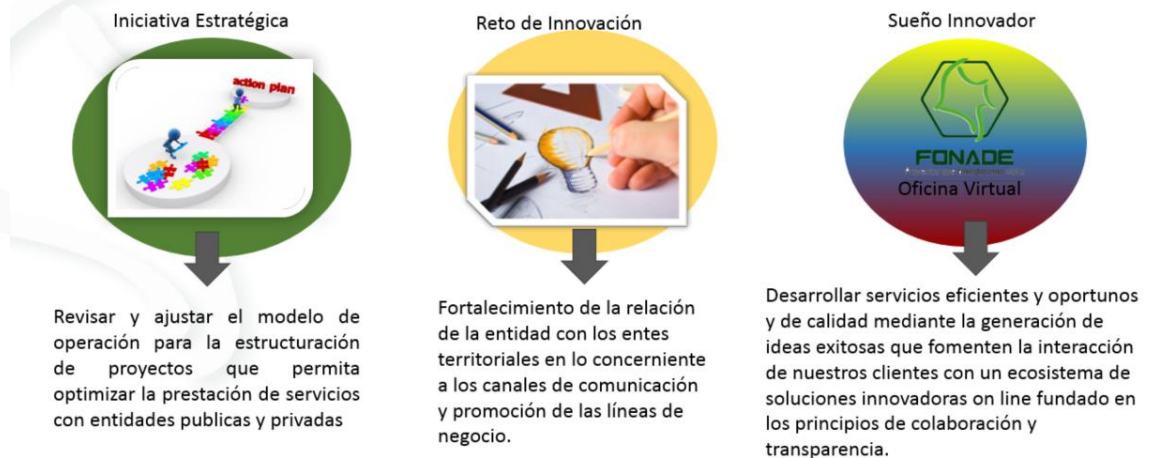 Iniciativa Estratégica
action plan
Revisar y ajustar el modelo de
operación para la estructuración
de proyectos que permita
optimizar la prestación de servicios
con entidades publicas y privadas
Reto de Innovación
Fortalecimiento de la relación
de la entidad con los entes
territoriales en lo concerniente
a los canales de comunicación
y promoción de las líneas de
negocio.
Sueño Innovador
FONADE
Oficina Virtual
Desarrollar servicios eficientes y oportunos
y de calidad mediante la generación de
ideas exitosas que fomenten la interacción
de nuestros clientes con un ecosistema de
soluciones innovadoras on line fundado en
los principios de colaboración y
transparencia.